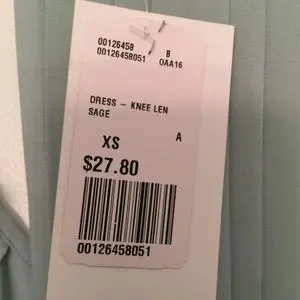 00126458 B
00126458051 OAA16
DRESS – KNEE LEN
SAGE
A
XS
$27.80
00126458051